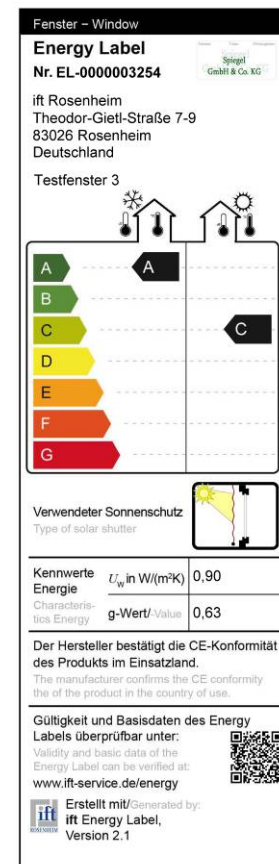 Fenster – Window
Energy Label
Nr. EL-0000003254
Spiegel
GmbH & Co. KG
ift Rosenheim
Theodor-Gietl-Straße 7-9
83026 Rosenheim
Deutschland
Testfenster 3
A
B
C
D
E
F
G
A
C
Verwendeter Sonnenschutz
Type of solar shutter
Kennwerte
Energie
Characteris-
tics Energy
Uw in W/(m²K) 0,90
g-Wert/-Value 0,63
Der Hersteller bestätigt die CE-Konformität
des Produkts im Einsatzland.
The manufacturer confirms the CE conformity
the of the product in the country of use.
Gültigkeit und Basisdaten des Energy
Labels überprüfbar unter:
Validity and basic data of the
Energy Label can be verified at:
www.ift-service.de/energy
ift
ROSENHEIM
Erstellt mit/Generated by:
ift Energy Label,
Version 2.1